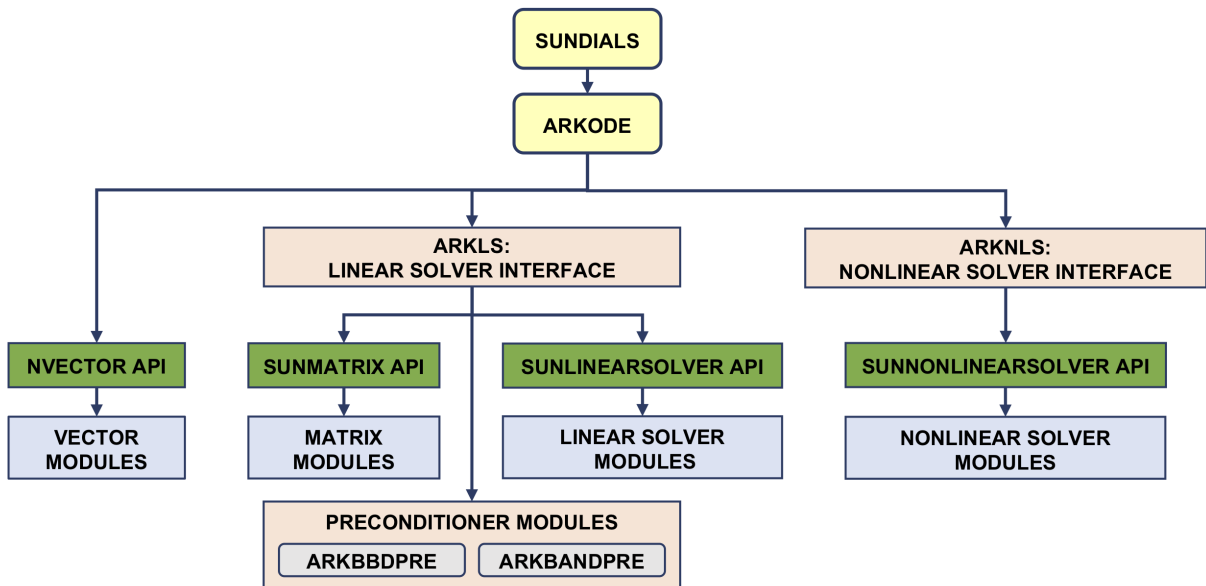 SUNDIALS
ARKODE
ARKLS:
LINEAR SOLVER INTERFACE
ARKNLS:
NONLINEAR SOLVER INTERFACE
NVECTOR API
SUNMATRIX API
SUNLINEARSOLVER API
SUNNONLINEARSOLVER API
VECTOR
MODULES
MATRIX
MODULES
LINEAR SOLVER
MODULES
NONLINEAR SOLVER
MODULES
PRECONDITIONER MODULES
ARKBBDPRE
ARKBANDPRE